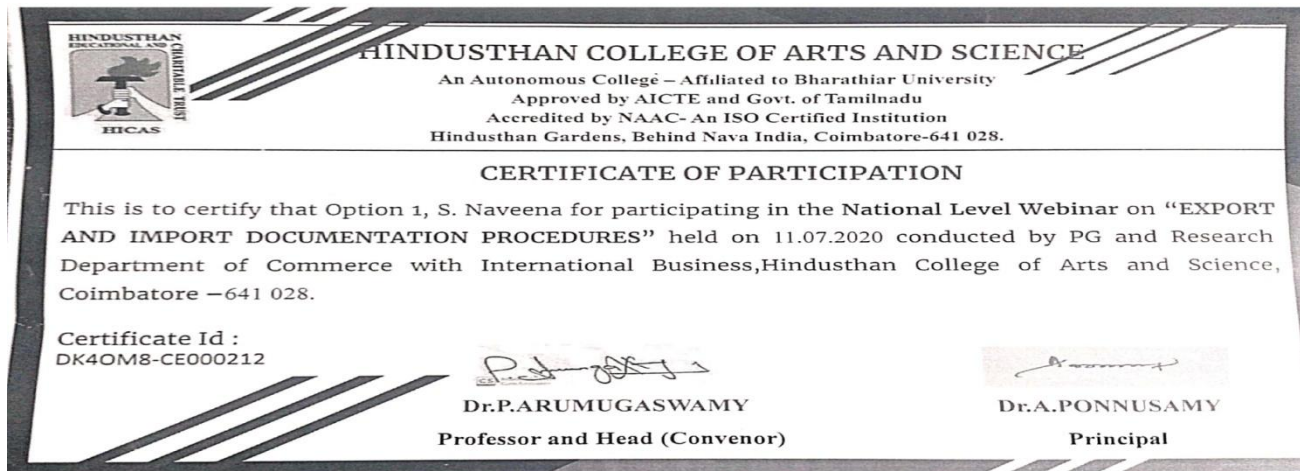 HINDUSTHAN
EDUCATIONAL AND
CHARITABLE TRUST
HICAS
HINDUSTHAN COLLEGE OF ARTS AND SCIENCE
An Autonomous College – Affiliated to Bharathiar University
Approved by AICTE and Govt. of Tamilnadu
Accredited by NAAC- An ISO Certified Institution
Hindusthan Gardens, Behind Nava India, Coimbatore-641 028.
CERTIFICATE OF PARTICIPATION
This is to certify that Option 1, S. Naveena for participating in the National Level Webinar on “EXPORT
AND IMPORT DOCUMENTATION PROCEDURES” held on 11.07.2020 conducted by PG and Research
Department of Commerce with International Business,Hindusthan College of Arts and Science,
Coimbatore –641 028.
Certificate Id :
DK4OM8-CE000212
Dr.P.ARUMUGASWAMY
Professor and Head (Convenor)
Dr.A.PONNUSAMY
Principal